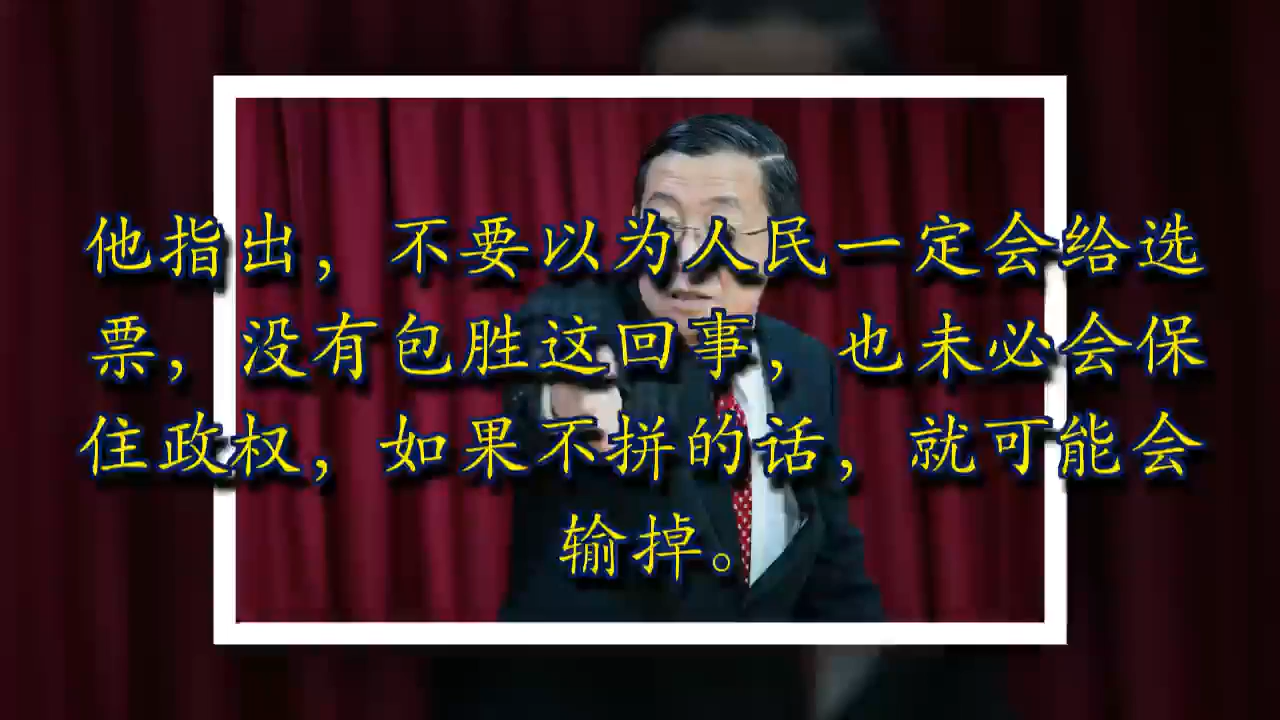 他指出，不要以为人民一定会给选
票，没有包胜这回事，也未必会保
住政权，如果不拼的话，就可能会
输掉。